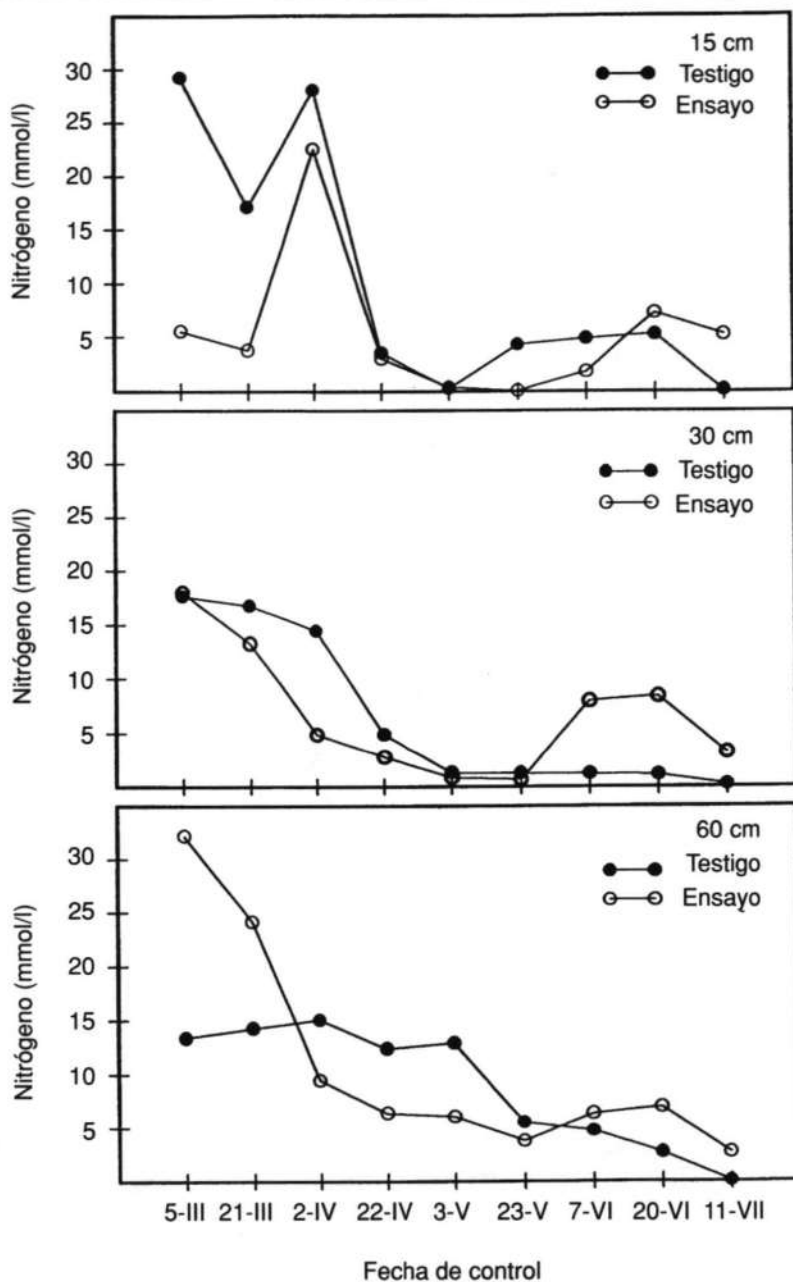 15 cm
Testigo
Ensayo
Nitrógeno (mmol/l)
30
25
20
15
10
5
30 cm
Testigo
Ensayo
Nitrógeno (mmol/l)
30
25
20
15
10
5
60 cm
Testigo
Ensayo
Nitrógeno (mmol/l)
30
25
20
15
10
5
5-III 21-III 2-IV 22-IV 3-V 23-V 7-VI 20-VI 11-VII
Fecha de control